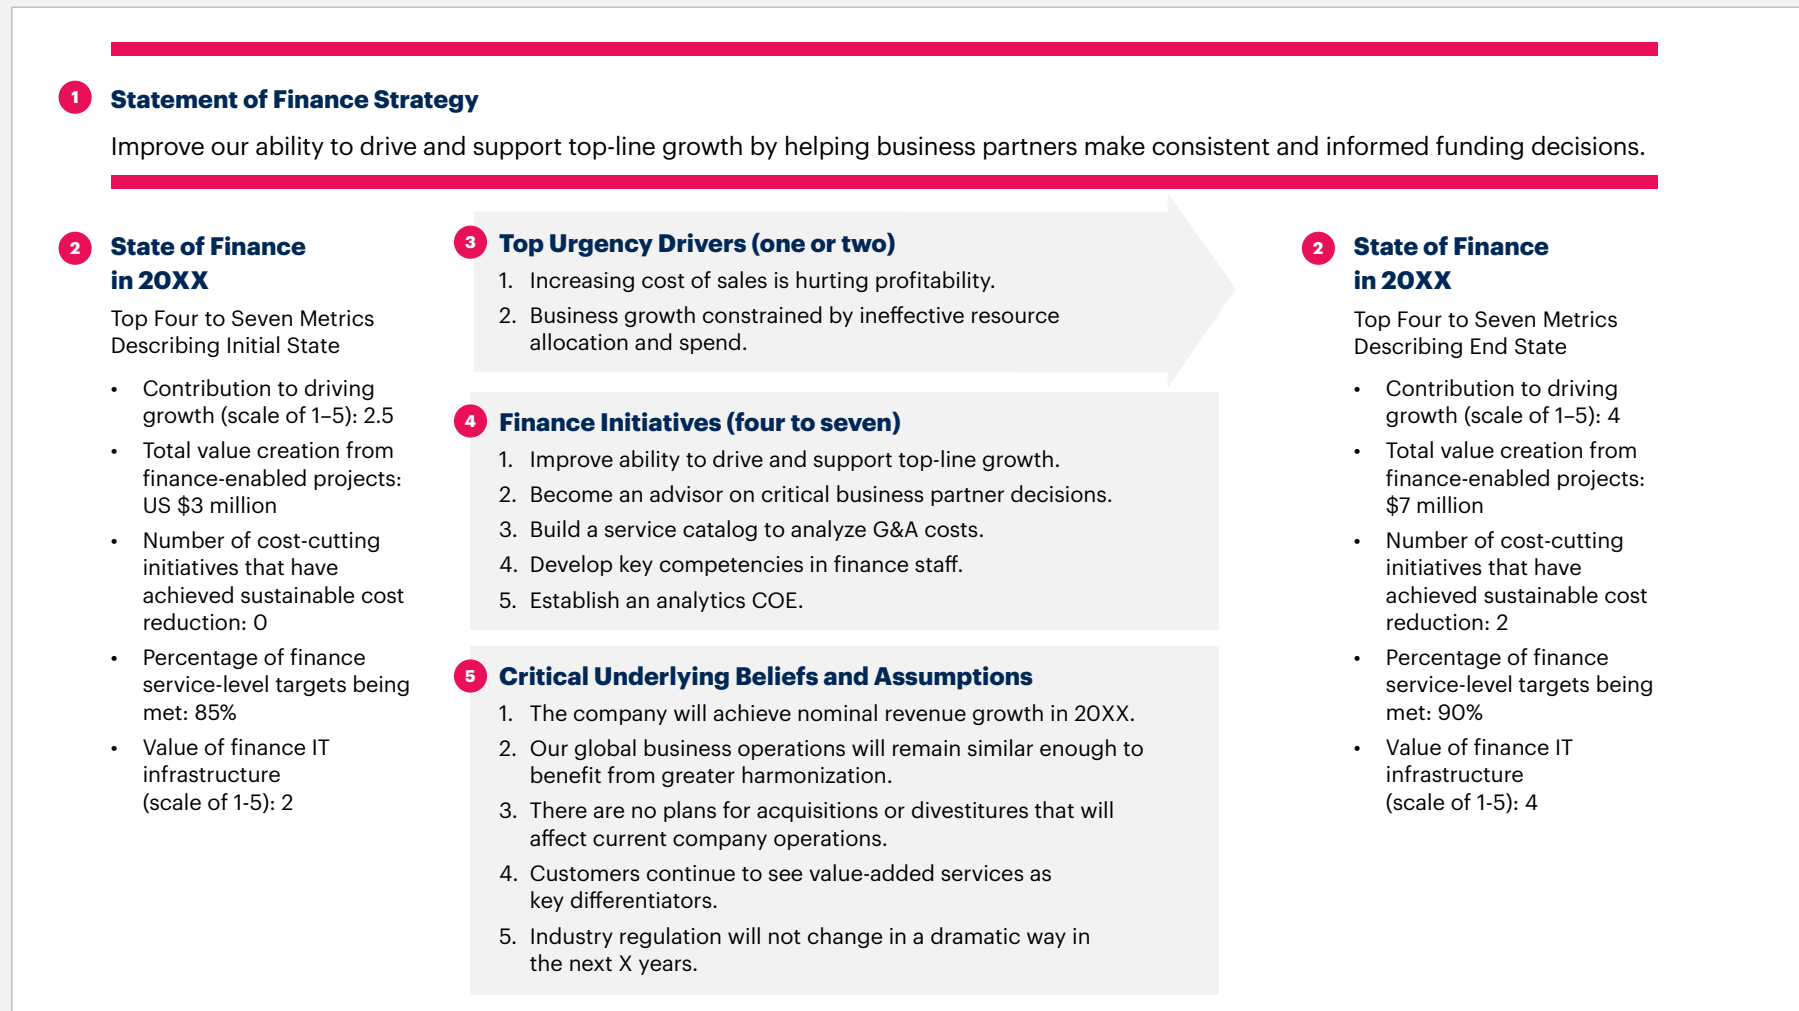 1
Statement of Finance Strategy
Improve our ability to drive and support top-line growth by helping business partners make consistent and informed funding decisions.
2
State of Finance
in 20XX
Top Four to Seven Metrics
Describing Initial State
• Contribution to driving
growth (scale of 1–5): 2.5
• Total value creation from
finance-enabled projects:
US $3 million
• Number of cost-cutting
initiatives that have
achieved sustainable cost
reduction: 0
• Percentage of finance
service-level targets being
met: 85%
• Value of finance IT
infrastructure
(scale of 1-5): 2
3
Top Urgency Drivers (one or two)
1. Increasing cost of sales is hurting profitability.
2. Business growth constrained by ineffective resource
allocation and spend.
4
Finance Initiatives (four to seven)
1. Improve ability to drive and support top-line growth.
2. Become an advisor on critical business partner decisions.
3. Build a service catalog to analyze G&A costs.
4. Develop key competencies in finance staff.
5. Establish an analytics COE.
5
Critical Underlying Beliefs and Assumptions
1. The company will achieve nominal revenue growth in 20XX.
2. Our global business operations will remain similar enough to
benefit from greater harmonization.
3. There are no plans for acquisitions or divestitures that will
affect current company operations.
4. Customers continue to see value-added services as
key differentiators.
5. Industry regulation will not change in a dramatic way in
the next X years.
2
State of Finance
in 20XX
Top Four to Seven Metrics
Describing End State
• Contribution to driving
growth (scale of 1–5): 4
• Total value creation from
finance-enabled projects:
$7 million
• Number of cost-cutting
initiatives that have
achieved sustainable cost
reduction: 2
• Percentage of finance
service-level targets being
met: 90%
• Value of finance IT
infrastructure
(scale of 1-5): 4